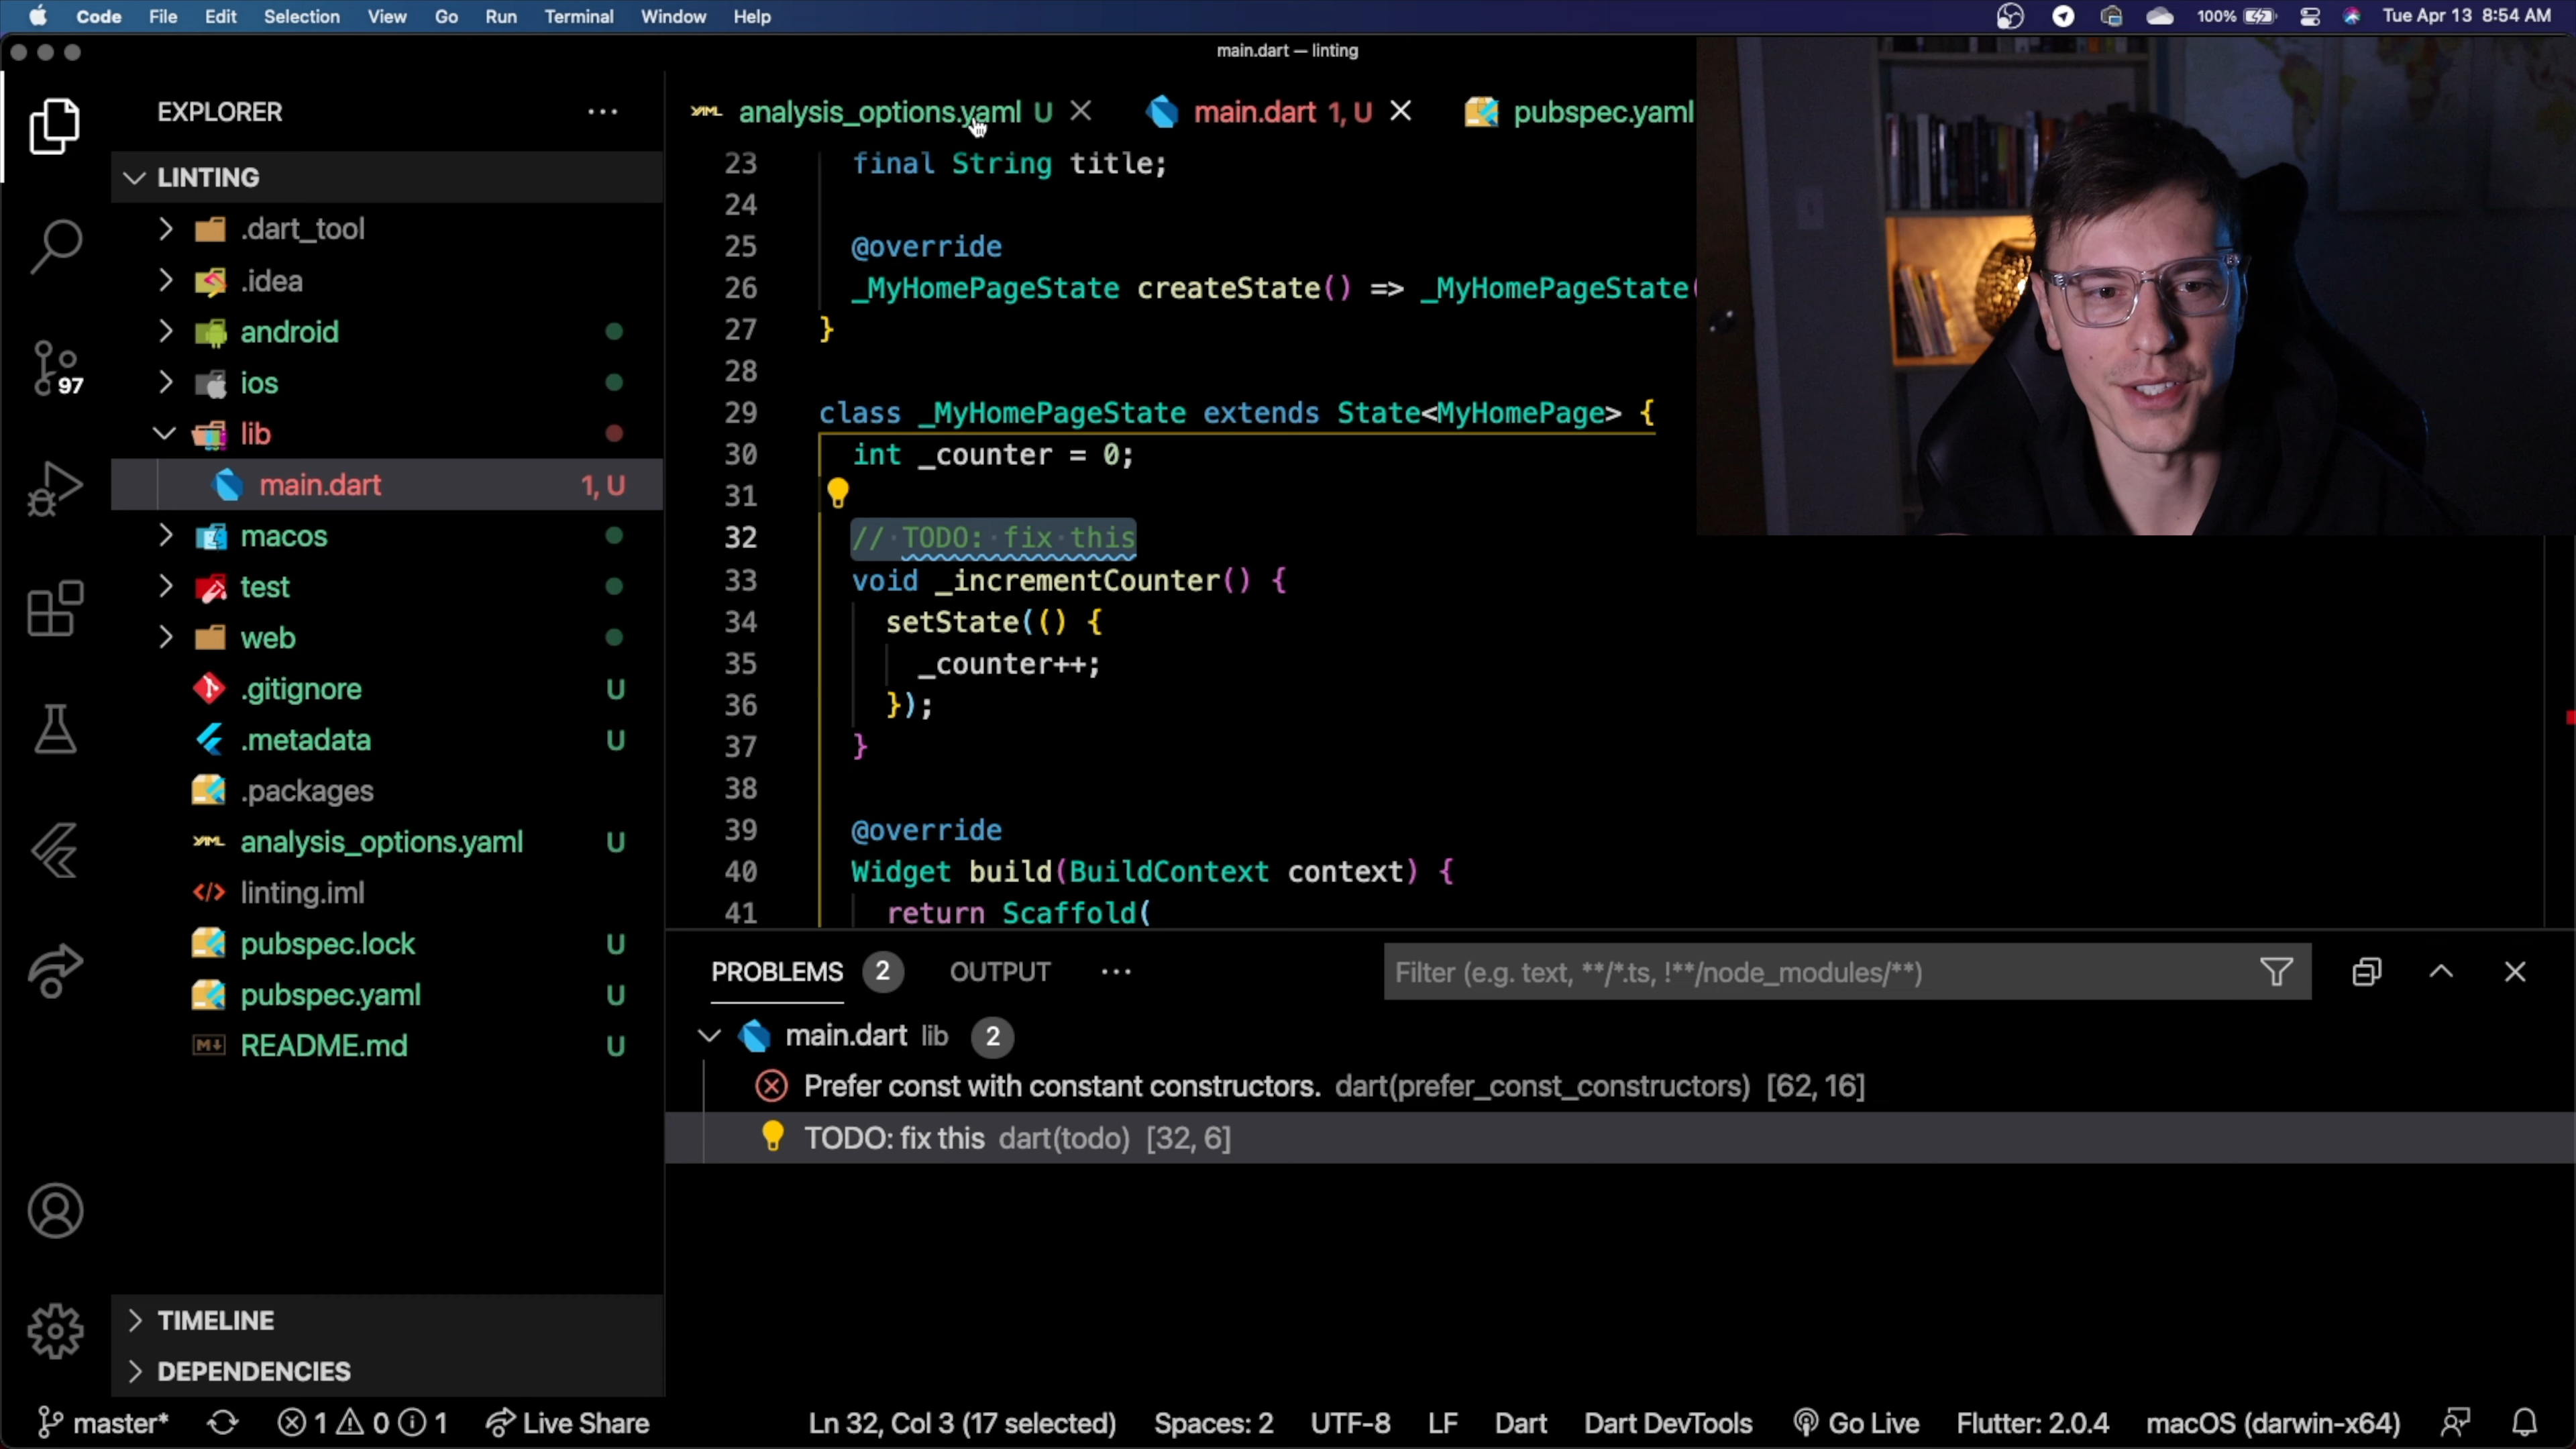 Code File Edit Selection View Go Run Terminal Window Help 100% Tue Apr 13 8:54 AM
main.dart — linting
EXPLORER ···
LINTING
.dart_tool
.idea
android
ios
lib
main.dart 1, U
macos
test
web
.gitignore U
.metadata U
.packages
analysis_options.yaml U
linting.iml
pubspec.lock U
pubspec.yaml U
README.md U
TIMELINE
DEPENDENCIES
97
analysis_options.yaml U main.dart 1, U pubspec.yaml
23 final String title;
24
25 @override
26 _MyHomePageState createState() => _MyHomePageState(
27 }
28
29 class _MyHomePageState extends State<MyHomePage> {
30 int _counter = 0;
31
32 // TODO: fix this
33 void _incrementCounter() {
34 setState(() {
35 _counter++;
36 });
37 }
38
39 @override
40 Widget build(BuildContext context) {
41 return Scaffold(
PROBLEMS 2 OUTPUT ··· Filter (e.g. text, **/*.ts, !**/node_modules/**)
main.dart lib 2
Prefer const with constant constructors. dart(prefer_const_constructors) [62, 16]
TODO: fix this dart(todo) [32, 6]
master* 1 0 1 Live Share Ln 32, Col 3 (17 selected) Spaces: 2 UTF-8 LF Dart Dart DevTools Go Live Flutter: 2.0.4 macOS (darwin-x64)